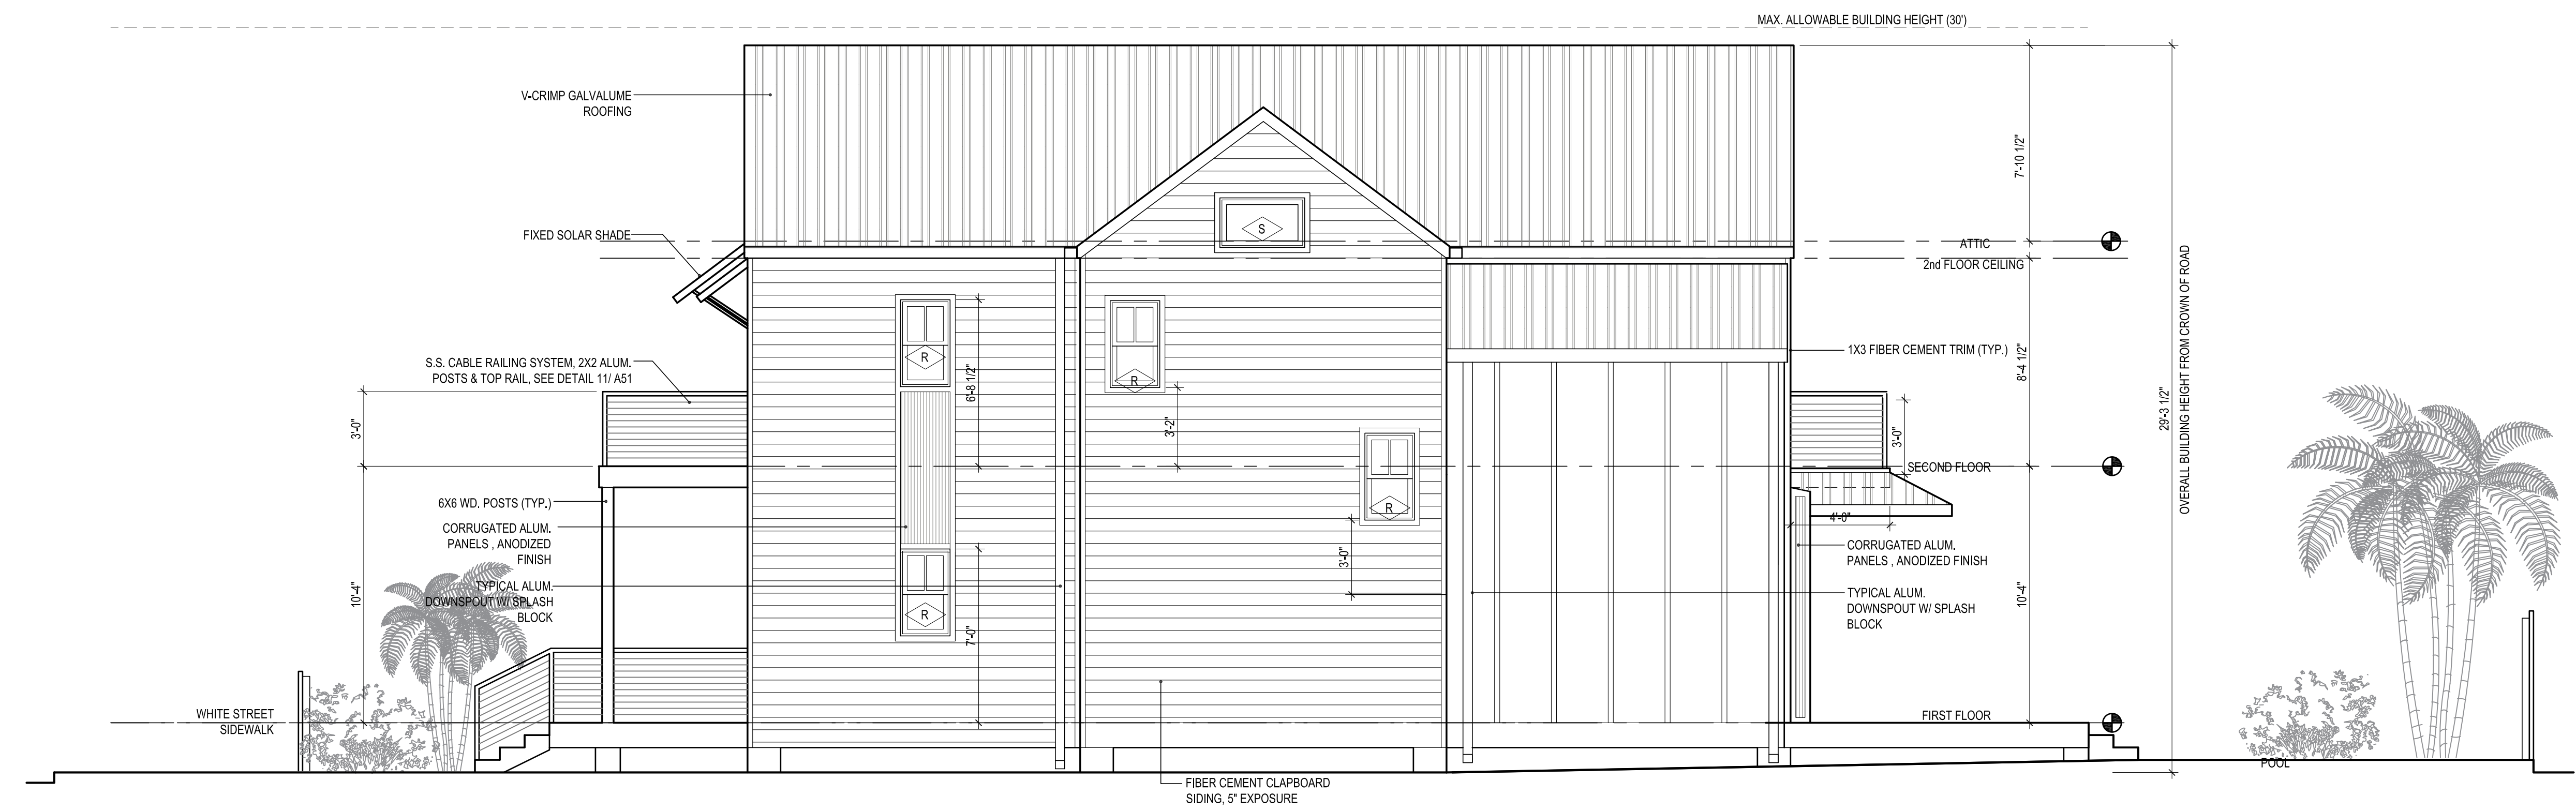 MAX. ALLOWABLE BUILDING HEIGHT (30')
V-CRIMP GALVALUME
ROOFING
7'-10 1/2"
S
FIXED SOLAR SHADE
ATTIC
2nd FLOOR CEILING
OVERALL BUILDING HEIGHT FROM CROWN OF ROAD
29'-3 1/2"
R
R
6'-8 1/2"
1X3 FIBER CEMENT TRIM (TYP.)
8'-4 1/2"
S.S. CABLE RAILING SYSTEM, 2X2 ALUM.
POSTS & TOP RAIL, SEE DETAIL 11/ A51
3'-0"
3'-2"
3'-0"
SECOND FLOOR
6X6 WD. POSTS (TYP.)
R
4'-0"
CORRUGATED ALUM.
PANELS , ANODIZED
FINISH
3'-0"
CORRUGATED ALUM.
PANELS , ANODIZED FINISH
10'-4"
TYPICAL ALUM.
DOWNSPOUT W/ SPLASH
BLOCK
R
7'-0"
TYPICAL ALUM.
DOWNSPOUT W/ SPLASH
BLOCK
10'-4"
WHITE STREET
SIDEWALK
FIRST FLOOR
POOL
FIBER CEMENT CLAPBOARD
SIDING, 5" EXPOSURE